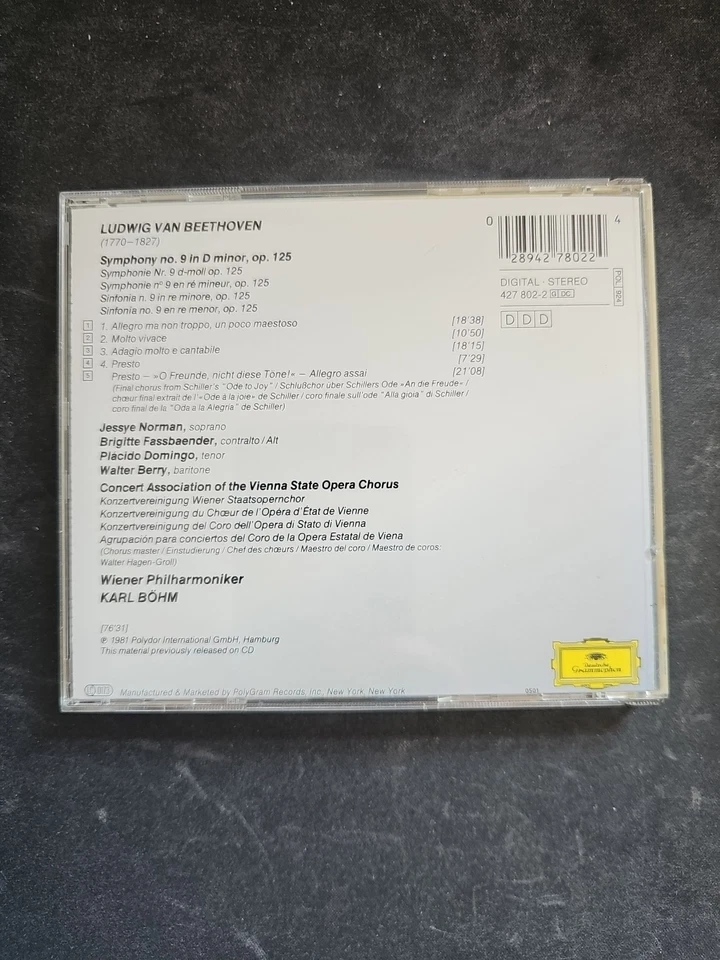 LUDWIG VAN BEETHOVEN
(1770–1827)
Symphony no. 9 in D minor, op. 125
Symphonie Nr. 9 d-moll op. 125
Symphonie n° 9 en ré mineur, op. 125
Sinfonia n. 9 in re minore, op. 125
Sinfonia no. 9 en re menor, op. 125
1 1. Allegro ma non troppo, un poco maestoso [18'38]
2 2. Molto vivace [10'50]
3 3. Adagio molto e cantabile [18'15]
4 4. Presto [7'29]
5 Presto – »O Freunde, nicht diese Töne!« – Allegro assai [21'08]
(Final chorus from Schiller's "Ode to Joy" / Schlußchor über Schillers Ode »An die Freude« /
chœur final extrait de l'«Ode à la joie» de Schiller / coro finale sull'ode "Alla gioia" di Schiller /
coro final de la "Oda a la Alegría" de Schiller)
Jessye Norman, soprano
Brigitte Fassbaender, contralto / Alt
Plácido Domingo, tenor
Walter Berry, baritone
Concert Association of the Vienna State Opera Chorus
Konzertvereinigung Wiener Staatsopernchor
Konzertvereinigung du Chœur de l'Opéra d'État de Vienne
Konzertvereinigung del Coro dell'Opera di Stato di Vienna
Agrupación para conciertos del Coro de la Opera Estatal de Viena
(Chorus master / Einstudierung / Chef des chœurs / Maestro del coro / Maestro de coros:
Walter Hagen-Groll)
Wiener Philharmoniker
KARL BÖHM
[76'31]
℗ 1981 Polydor International GmbH, Hamburg
This material previously released on CD
Manufactured & Marketed by PolyGram Records, Inc., New York, New York
0 28942 78022 4
DIGITAL · STEREO
427 802-2 GDC
POL 924
DDD
Deutsche
Grammophon